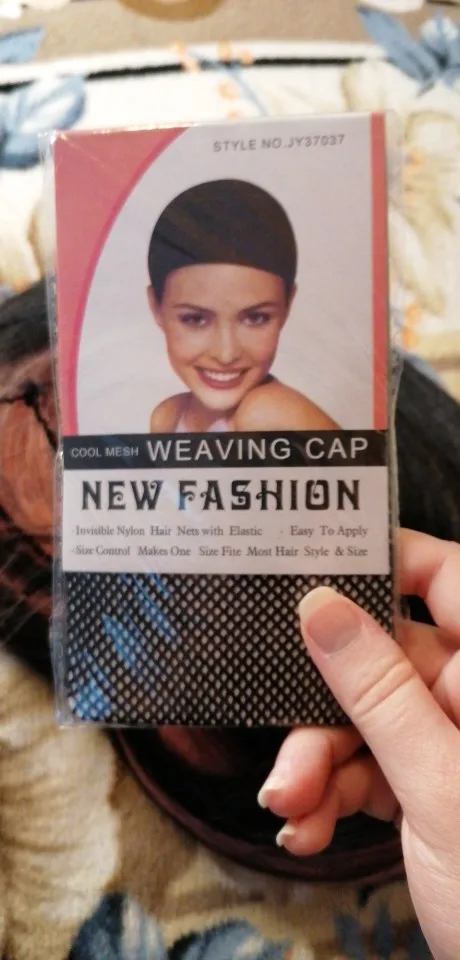 STYLE NO.JY37037
COOL MESH WEAVING CAP
NEW FASHION
·Invisible Nylon Hair Nets with Elastic · Easy To Apply
·Size Control Makes One Size Fite Most Hair Style & Size